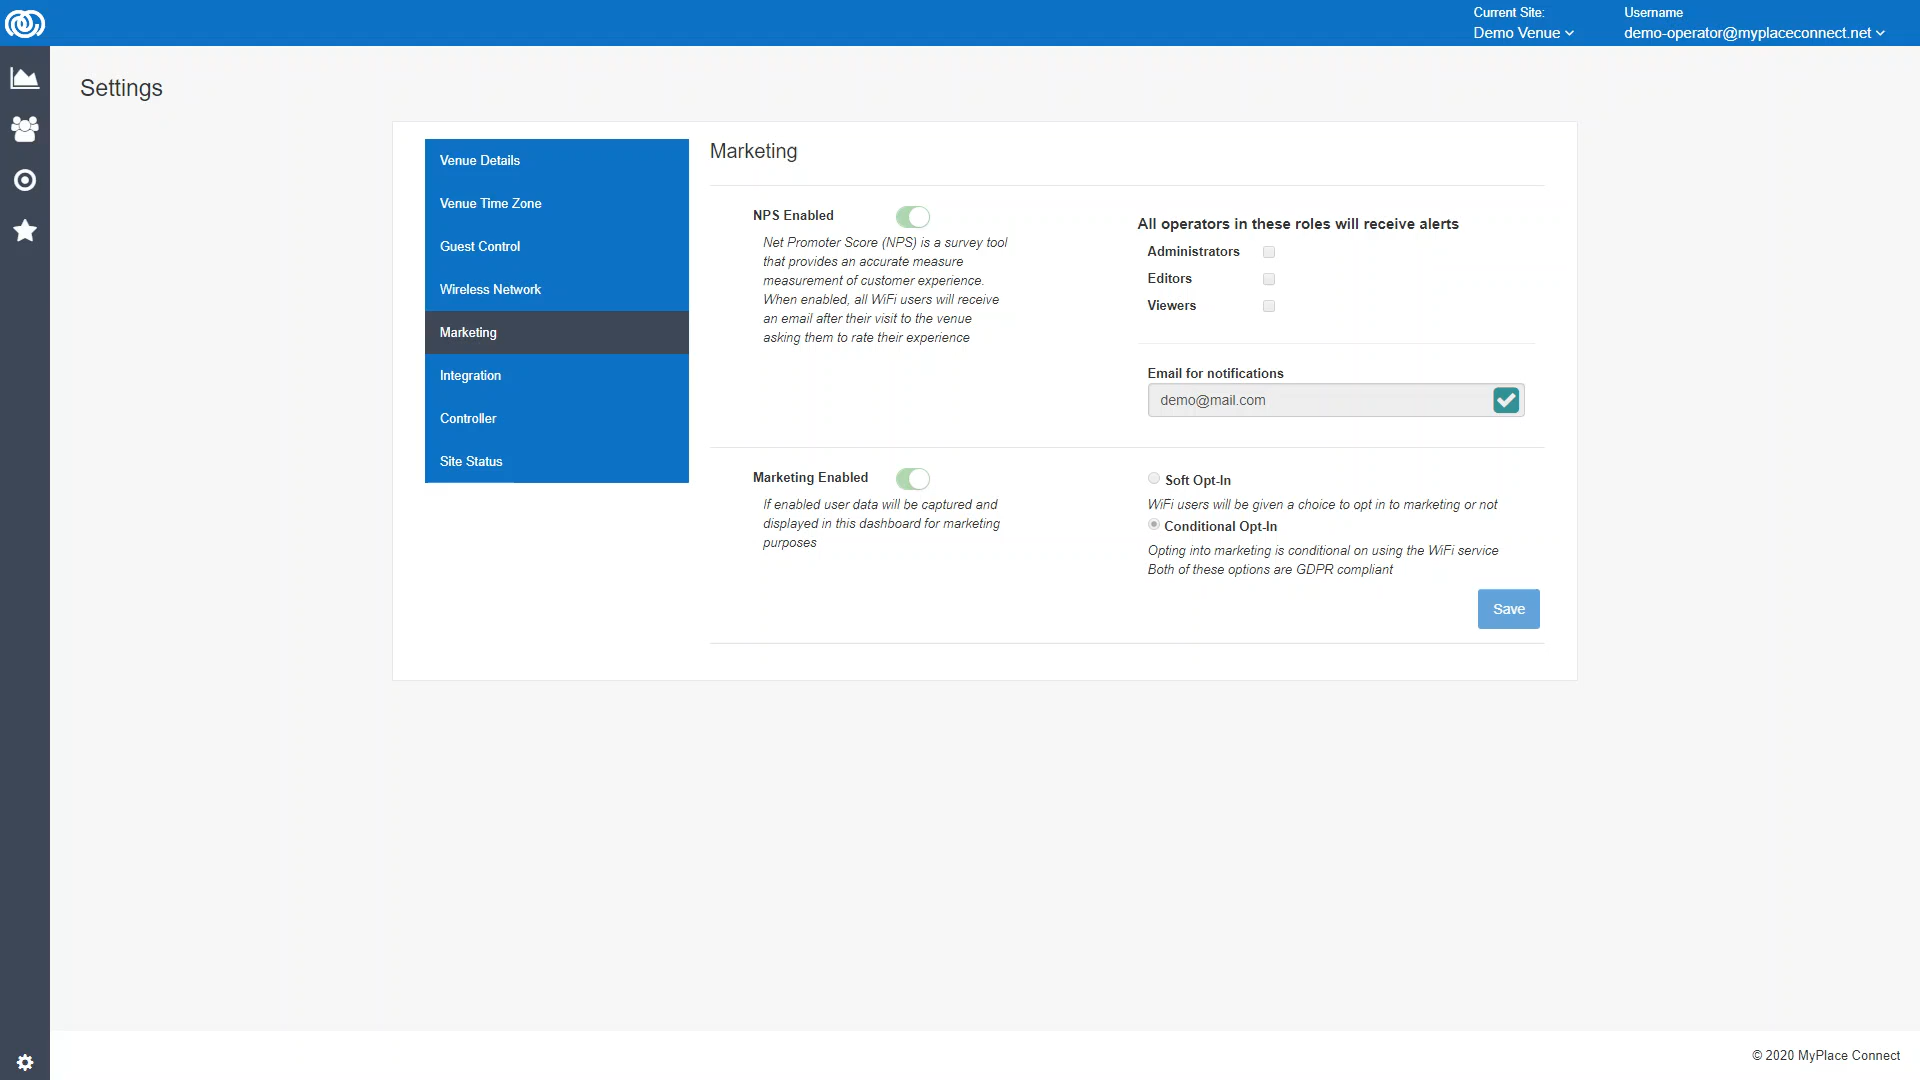 Current Site:
Demo Venue
Username
demo-operator@myplaceconnect.net
Settings
Venue Details
Venue Time Zone
Guest Control
Wireless Network
Marketing
Integration
Controller
Site Status
Marketing
NPS Enabled
Net Promoter Score (NPS) is a survey tool
that provides an accurate measure
measurement of customer experience.
When enabled, all WiFi users will receive
an email after their visit to the venue
asking them to rate their experience
All operators in these roles will receive alerts
Administrators
Editors
Viewers
Email for notifications
demo@mail.com
Marketing Enabled
If enabled user data will be captured and
displayed in this dashboard for marketing
purposes
Soft Opt-In
WiFi users will be given a choice to opt in to marketing or not
Conditional Opt-In
Opting into marketing is conditional on using the WiFi service
Both of these options are GDPR compliant
Save
© 2020 MyPlace Connect